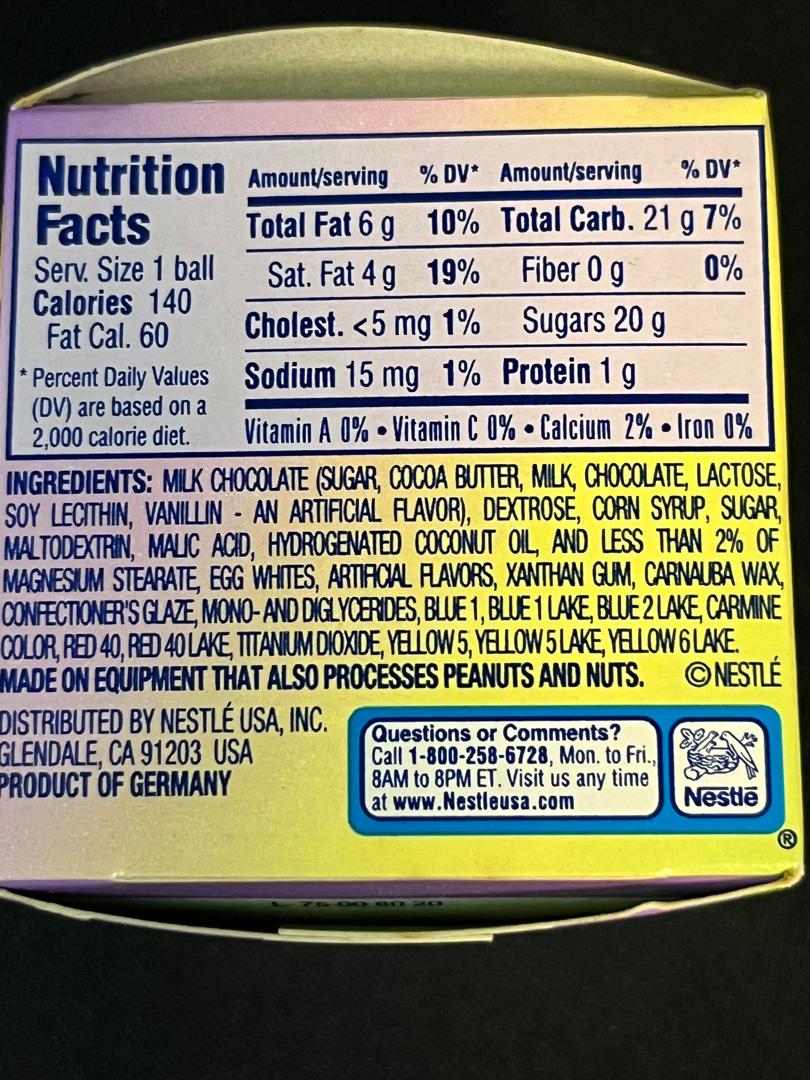 Nutrition
Facts
Serv. Size 1 ball
Calories 140
Fat Cal. 60
* Percent Daily Values
(DV) are based on a
2,000 calorie diet.
Amount/serving % DV* Amount/serving % DV*
Total Fat 6 g 10% Total Carb. 21 g 7%
Sat. Fat 4 g 19% Fiber 0 g 0%
Cholest. <5 mg 1% Sugars 20 g
Sodium 15 mg 1% Protein 1 g
Vitamin A 0% • Vitamin C 0% • Calcium 2% • Iron 0%
INGREDIENTS: MILK CHOCOLATE (SUGAR, COCOA BUTTER, MILK, CHOCOLATE, LACTOSE,
SOY LECITHIN, VANILLIN - AN ARTIFICIAL FLAVOR), DEXTROSE, CORN SYRUP, SUGAR,
MALTODEXTRIN, MALIC ACID, HYDROGENATED COCONUT OIL, AND LESS THAN 2% OF
MAGNESIUM STEARATE, EGG WHITES, ARTIFICIAL FLAVORS, XANTHAN GUM, CARNAUBA WAX,
CONFECTIONER'S GLAZE, MONO- AND DIGLYCERIDES, BLUE 1, BLUE 1 LAKE, BLUE 2 LAKE, CARMINE
COLOR, RED 40, RED 40 LAKE, TITANIUM DIOXIDE, YELLOW 5, YELLOW 5 LAKE, YELLOW 6 LAKE.
MADE ON EQUIPMENT THAT ALSO PROCESSES PEANUTS AND NUTS. © NESTLÉ
DISTRIBUTED BY NESTLÉ USA, INC.
GLENDALE, CA 91203 USA
PRODUCT OF GERMANY
Questions or Comments?
Call 1-800-258-6728, Mon. to Fri.,
8AM to 8PM ET. Visit us any time
at www.Nestleusa.com
Nestlé
®